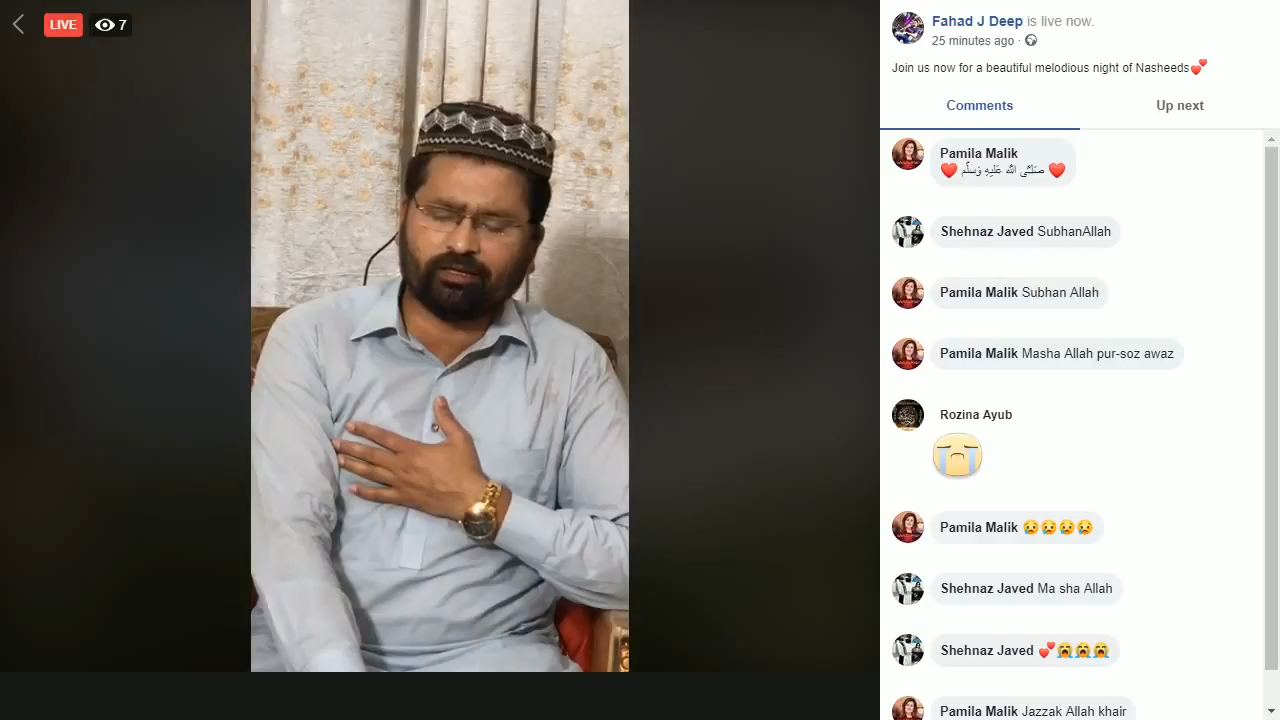 LIVE
7
Fahad J Deep is live now.
25 minutes ago ·
Join us now for a beautiful melodious night of Nasheeds💕
Comments
Up next
Pamila Malik
❤️ صَلَّى اللّٰهُ عَلَيْهِ وَسَلَّم ❤️
Shehnaz Javed SubhanAllah
Pamila Malik Subhan Allah
Pamila Malik Masha Allah pur-soz awaz
Rozina Ayub
Pamila Malik 😥😥😥😥
Shehnaz Javed Ma sha Allah
Shehnaz Javed 💕😭😭😭
Pamila Malik Jazzak Allah khair